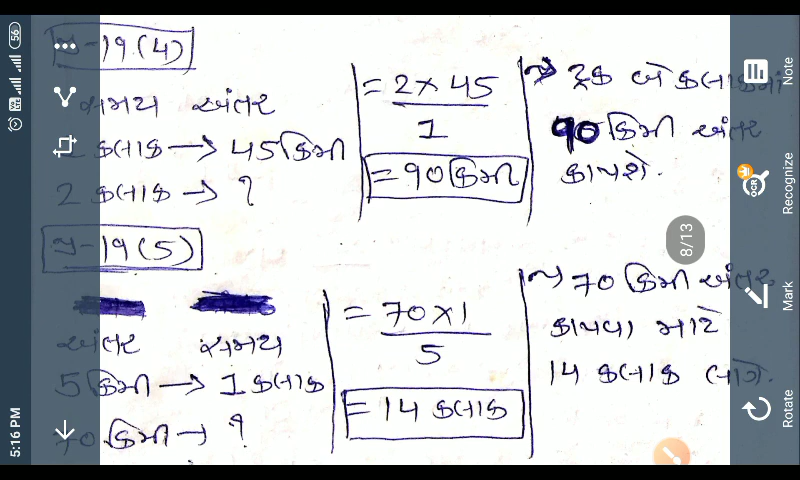 પ્ર-19(4)
સમય અંતર
1 કલાક → 45 કિમી
2 કલાક → ?
= 2 × 45
1
= 90 કિમી
→ ટ્રક બે કલાકમાં
90 કિમી અંતર
કાપશે.
પ્ર-19(5)
અંતર સમય
5 કિમી → 1 કલાક
70 કિમી → ?
= 70 × 1
5
= 14 કલાક
→ 70 કિમી અંતર
કાપવા માટે
14 કલાક લાગે.
8/13
Note
Recognize
OCR
Mark
Rotate
5:16 PM
56